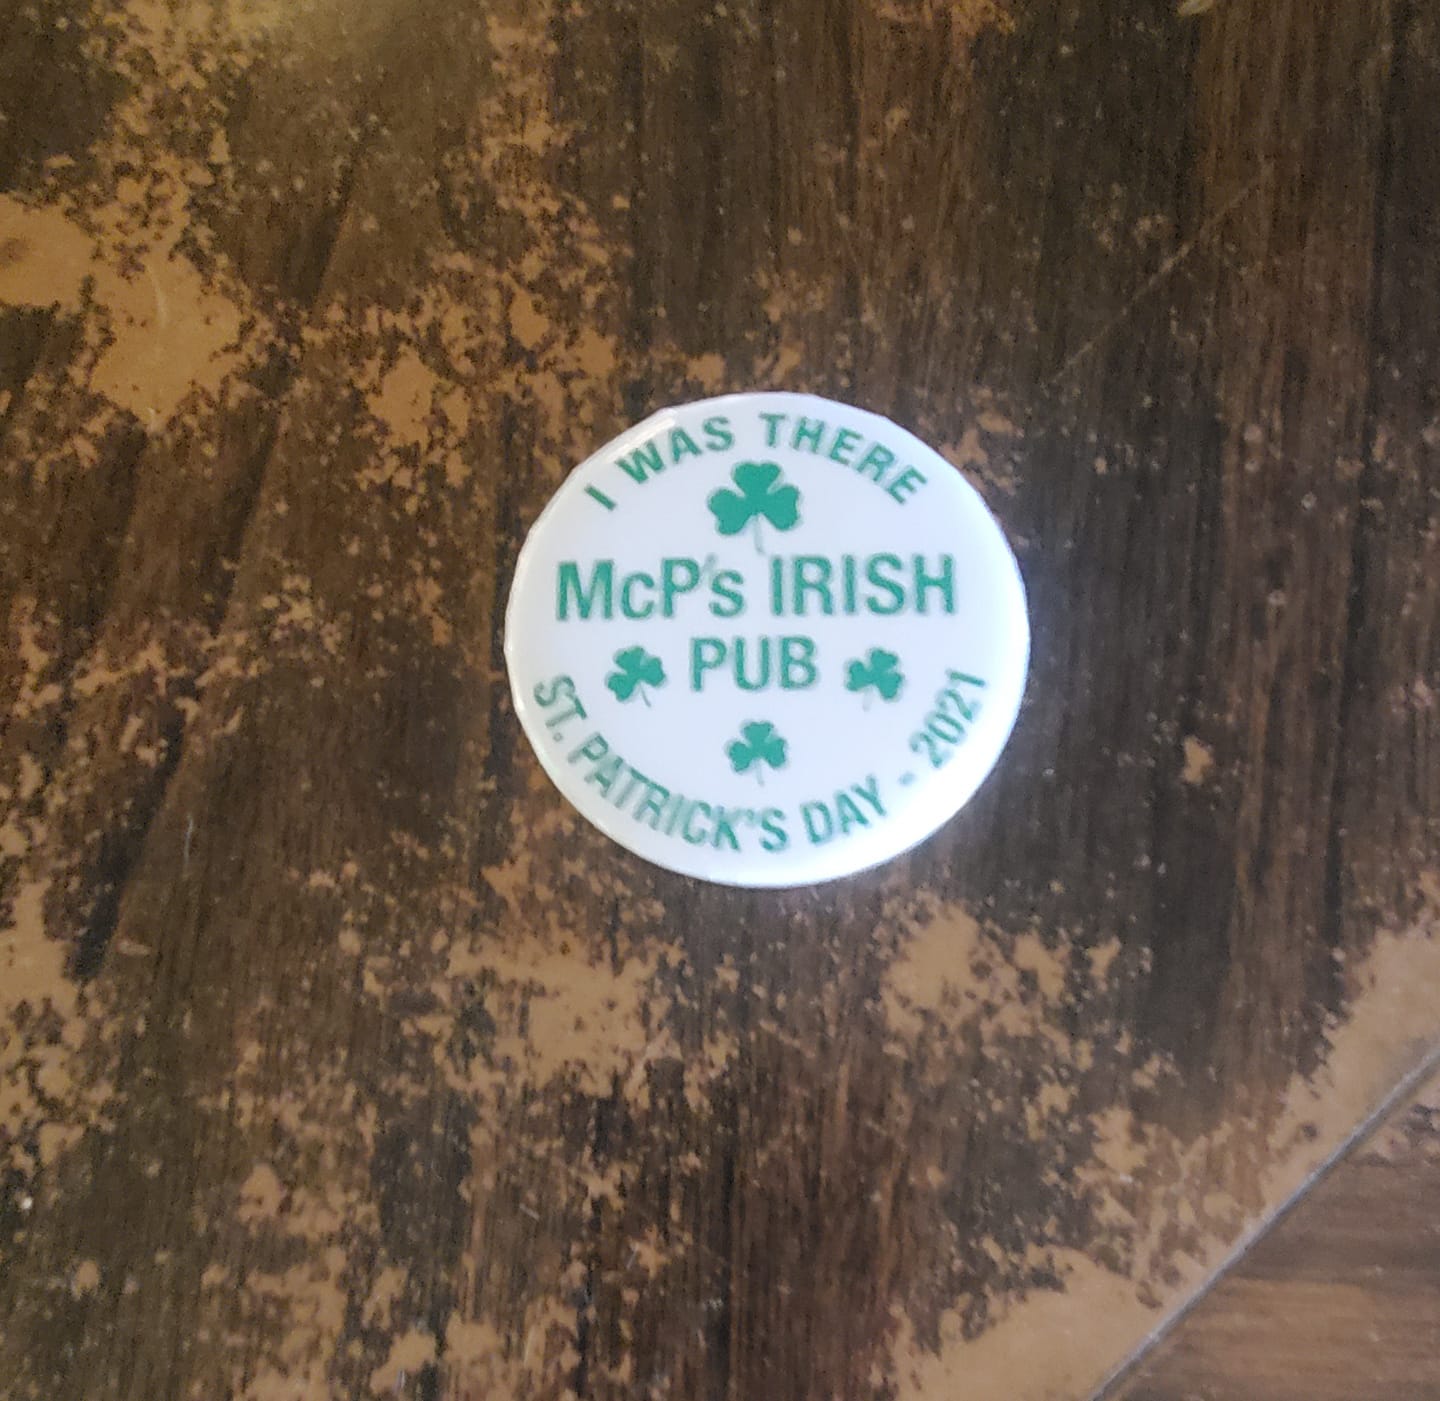 I WAS THERE
McP's IRISH
PUB
ST. PATRICK'S DAY - 2021